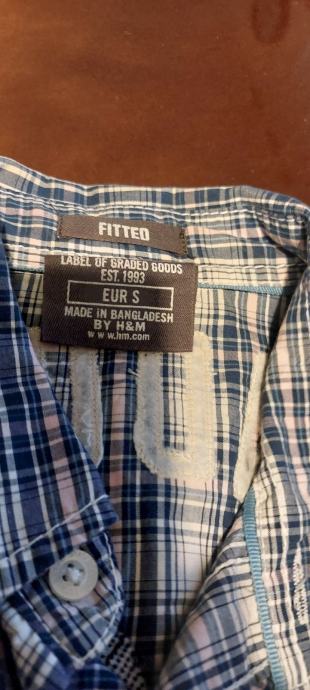 FITTED
LABEL OF GRADED GOODS
EST. 1993
EUR S
MADE IN BANGLADESH
BY H&M
www.hm.com